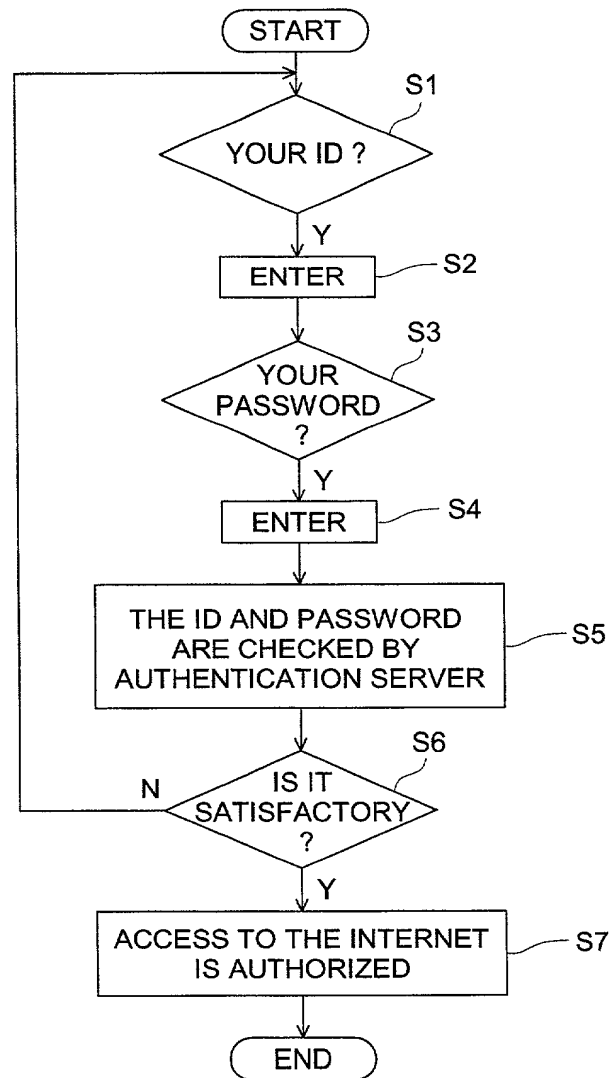 START
S1
YOUR ID ?
Y
ENTER
S2
S3
YOUR
PASSWORD
?
Y
ENTER
S4
THE ID AND PASSWORD
ARE CHECKED BY
AUTHENTICATION SERVER
S5
S6
N
IS IT
SATISFACTORY
?
Y
ACCESS TO THE INTERNET
IS AUTHORIZED
S7
END